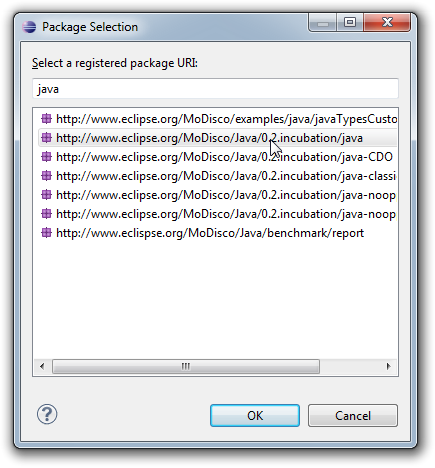 Package Selection
Select a registered package URI:
java
http://www.eclipse.org/MoDisco/examples/java/javaTypesCusto
http://www.eclipse.org/MoDisco/Java/0.2.incubation/java
http://www.eclipse.org/MoDisco/Java/0.2.incubation/java-CDO
http://www.eclipse.org/MoDisco/Java/0.2.incubation/java-classi
http://www.eclipse.org/MoDisco/Java/0.2.incubation/java-noop
http://www.eclipse.org/MoDisco/Java/0.2.incubation/java-noop
http://www.eclispse.org/MoDisco/Java/benchmark/report
OK
Cancel